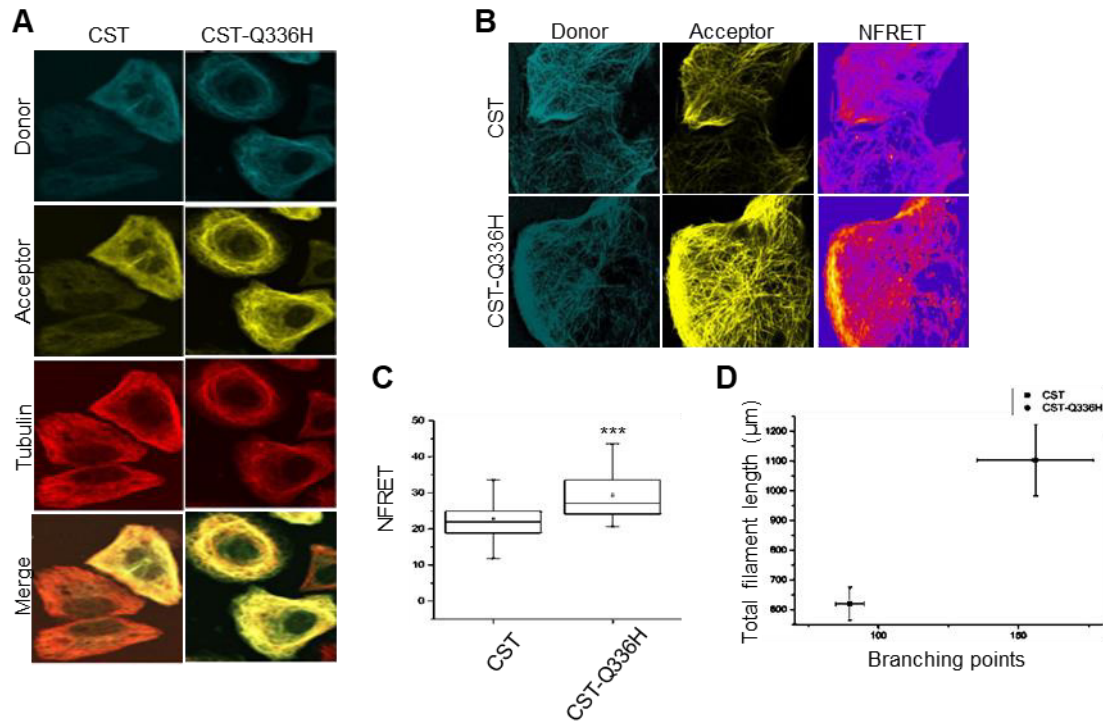 A
CST CST-Q336H
Donor
Acceptor
Tubulin
Merge
B
Donor Acceptor NFRET
CST
CST-Q336H
C
NFRET
50
40
30
20
10
0
***
CST
CST-Q336H
D
CST
CST-Q336H
Total filament length (µm)
1200
1100
1000
900
800
700
600
100 150
Branching points